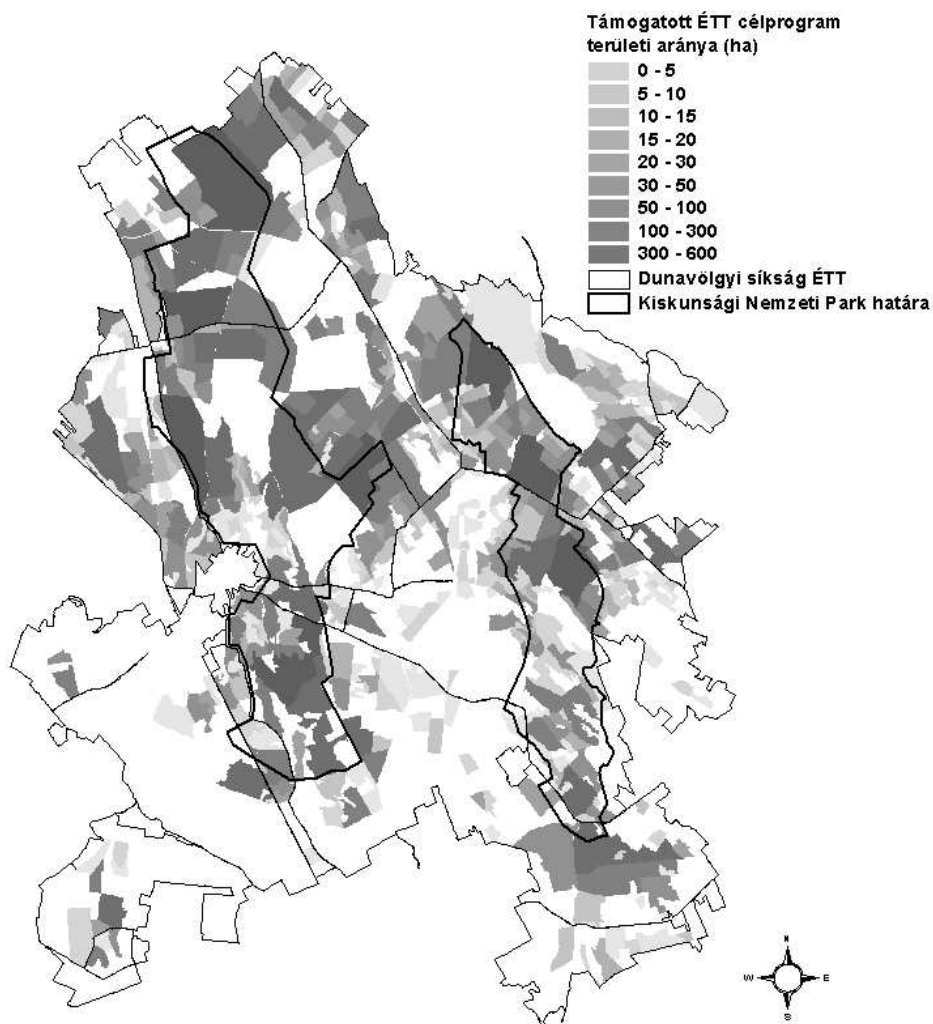 Támogatott ÉTT célprogram
területi aránya (ha)
0 - 5
5 - 10
10 - 15
15 - 20
20 - 30
30 - 50
50 - 100
100 - 300
300 - 600
Dunavölgyi síkság ÉTT
Kiskunsági Nemzeti Park határa
N
W E
S